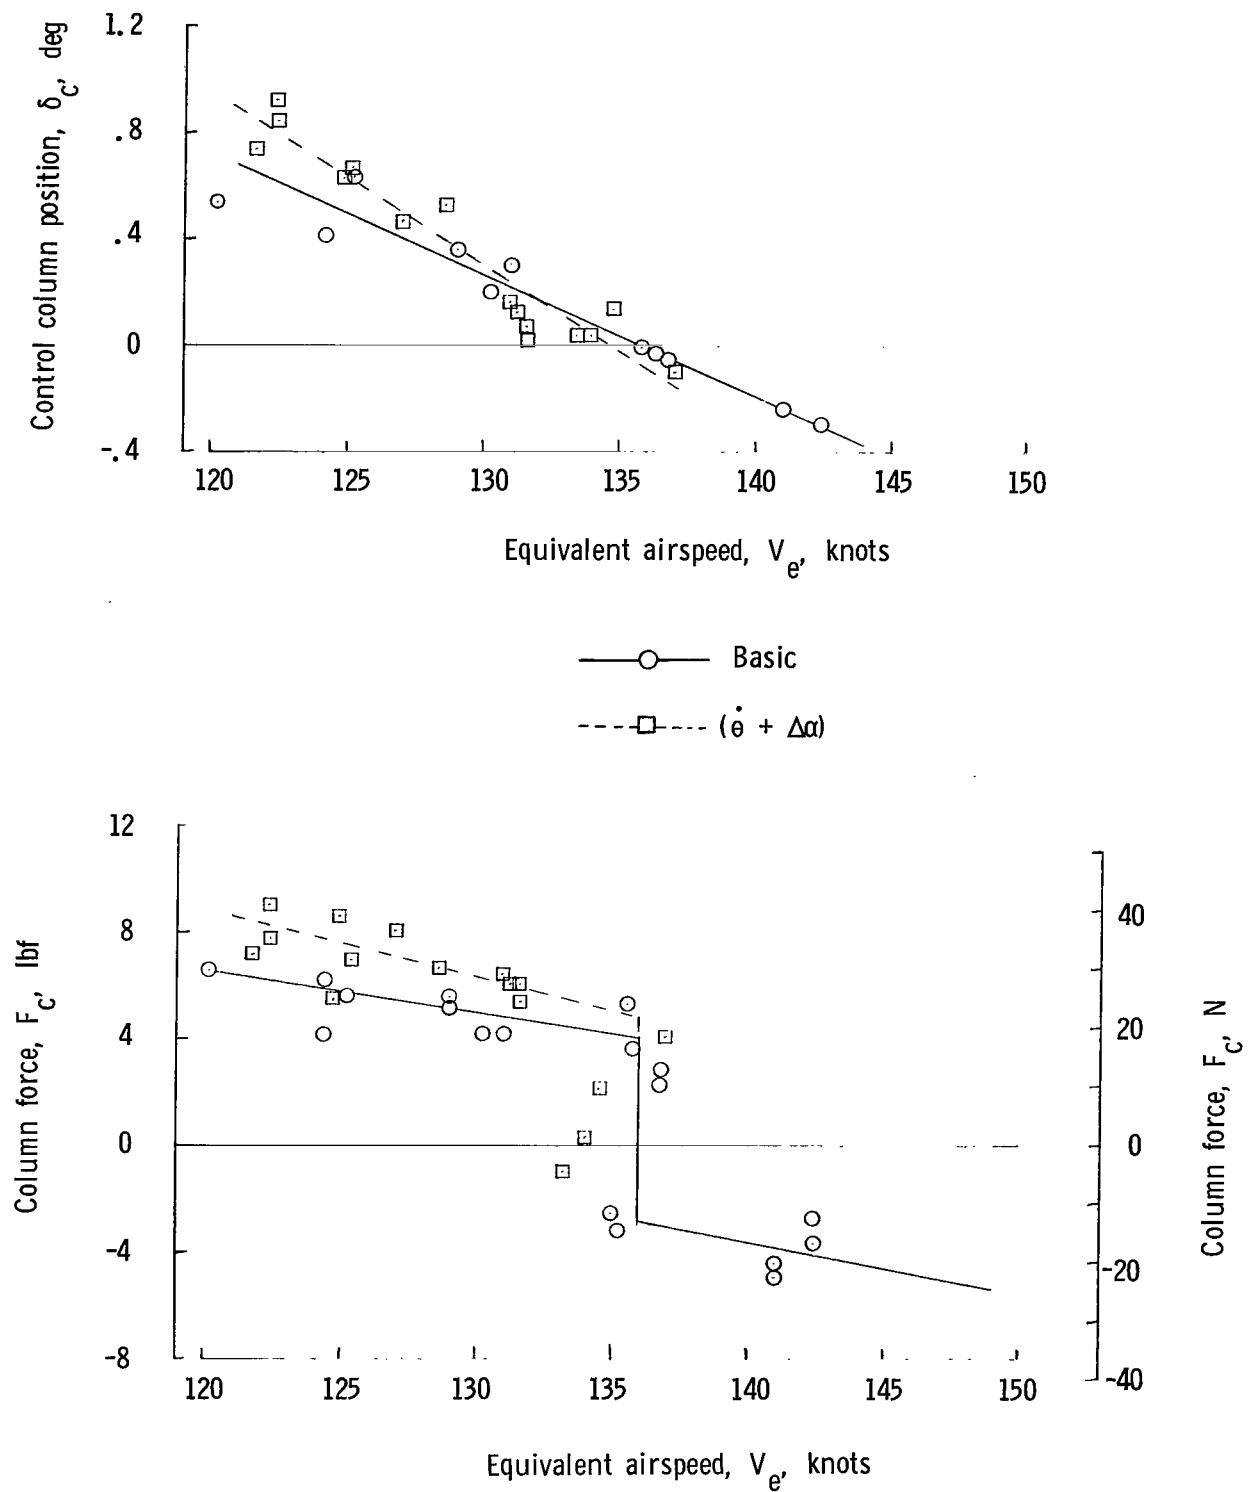 1.2
.8
.4
0
-.4
Control column position, δc, deg
120 125 130 135 140 145 150
Equivalent airspeed, Ve, knots
Basic
(θ̇ + Δα)
12
8
4
0
-4
-8
Column force, Fc, lbf
40
20
0
-20
-40
Column force, Fc, N
120 125 130 135 140 145 150
Equivalent airspeed, Ve, knots